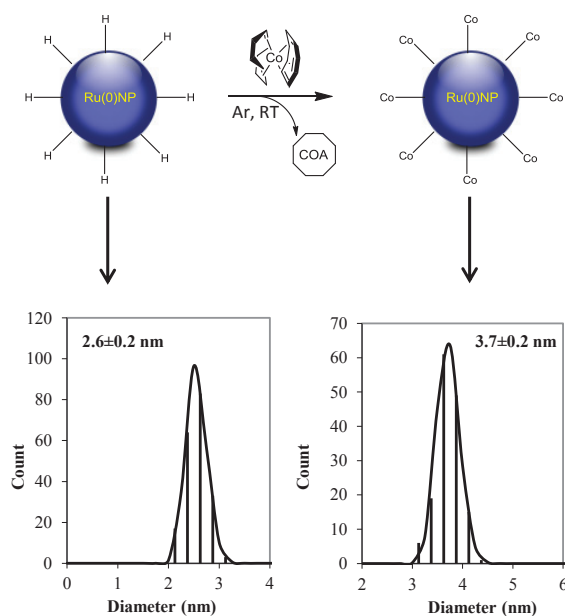 H
H
H
H
Ru(0)NP
H
H
H
H
Co
Ar, RT
COA
Co
Co
Co
Co
Ru(0)NP
Co
Co
Co
Co
120
100
80
60
40
20
0
Count
2.6±0.2 nm
0
1
2
3
4
Diameter (nm)
70
60
50
40
30
20
10
0
Count
3.7±0.2 nm
2
3
4
5
6
Diameter (nm)